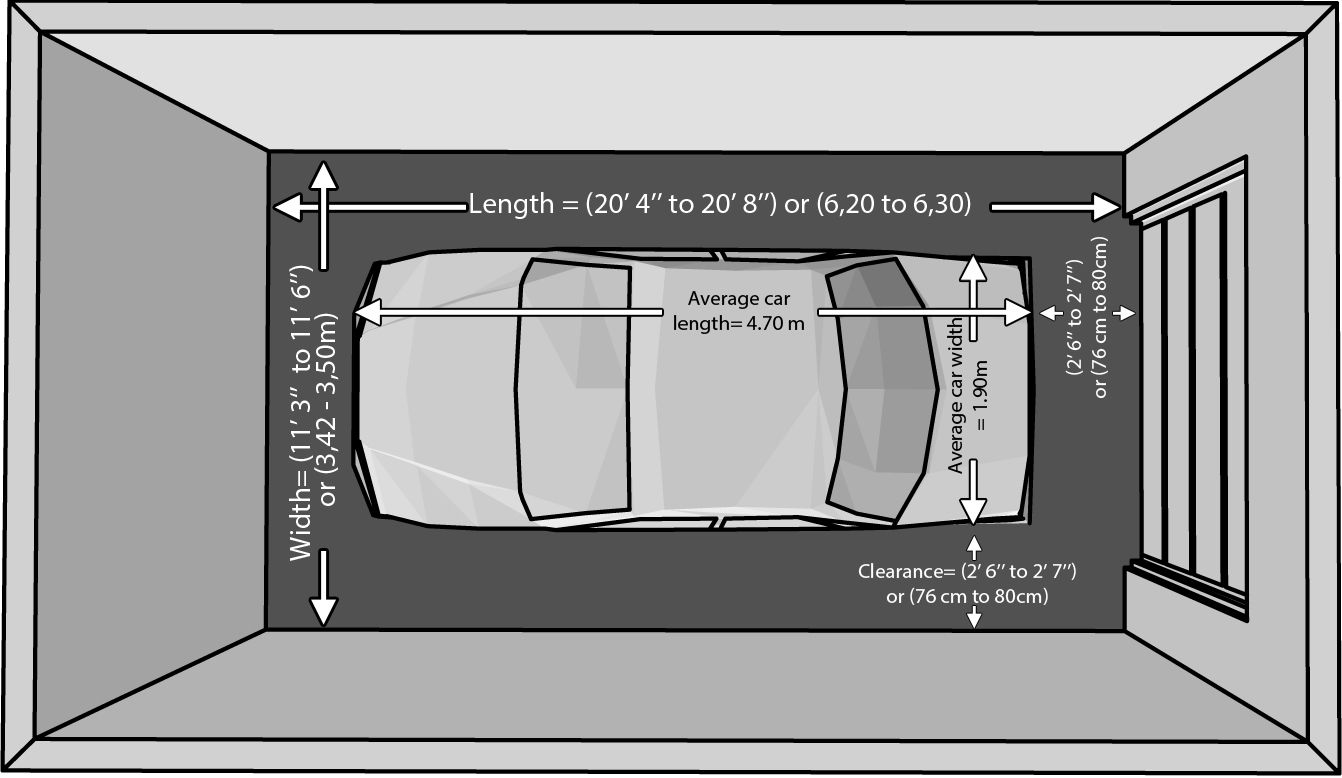 Length = (20’ 4’’ to 20’ 8’’) or (6,20 to 6,30)
Width= (11’ 3’’ to 11’ 6’’)
or (3,42 - 3,50m)
Average car
length= 4.70 m
Average car width
= 1.90m
(2’ 6’’ to 2’ 7’’)
or (76 cm to 80cm)
Clearance= (2’ 6’’ to 2’ 7’’)
or (76 cm to 80cm)